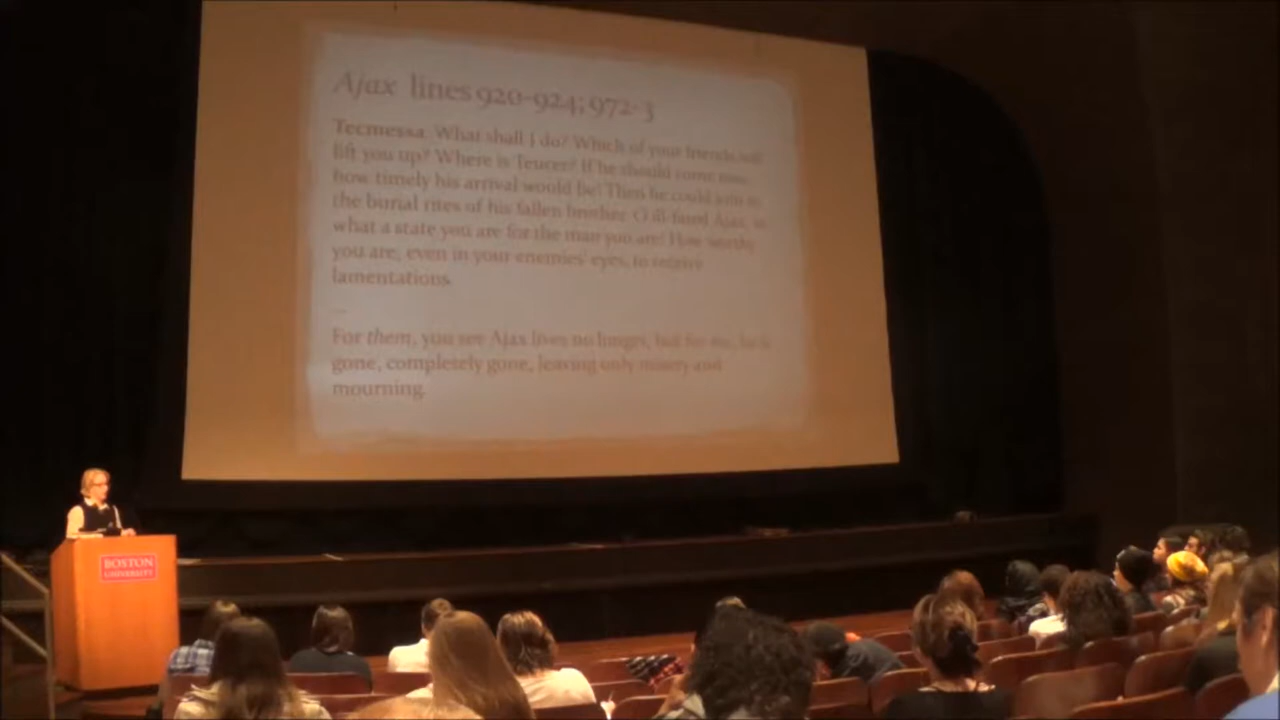 Ajax lines 920-924; 972-3
Tecmessa: What shall I do? Which of your friends will
lift you up? Where is Teucer? If he should come now,
how timely his arrival would be! Then he could
the burial rites of his fallen brother. O ill-fated Ajax,
what a state you are for the man you are! How worthy
you are, even in your enemies' eyes, to receive
lamentations.
...
For them, you see Ajax lives no longer, but for me, he is
gone, completely gone, leaving only misery and
mourning.
BOSTON
UNIVERSITY